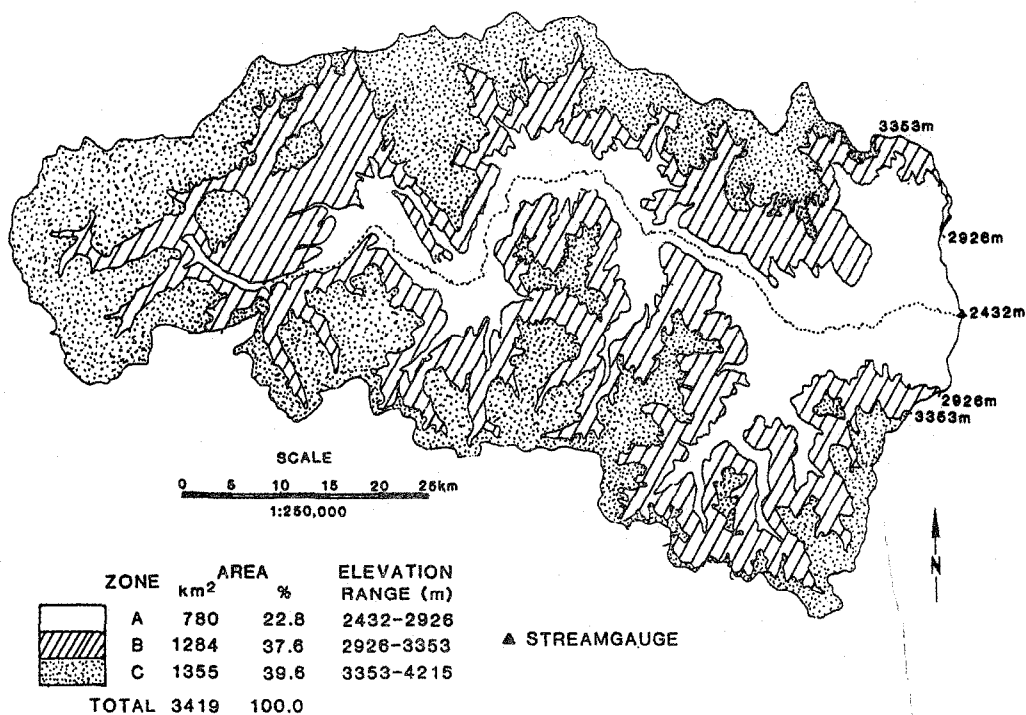 3353m
2926m
2432m
2926m
3353m
SCALE
0 5 10 15 20 25km
1:250,000
N
ZONE AREA ELEVATION
km2 % RANGE (m)
A 780 22.8 2432-2926
B 1284 37.6 2926-3353
C 1355 39.6 3353-4215
TOTAL 3419 100.0
▲ STREAMGAUGE